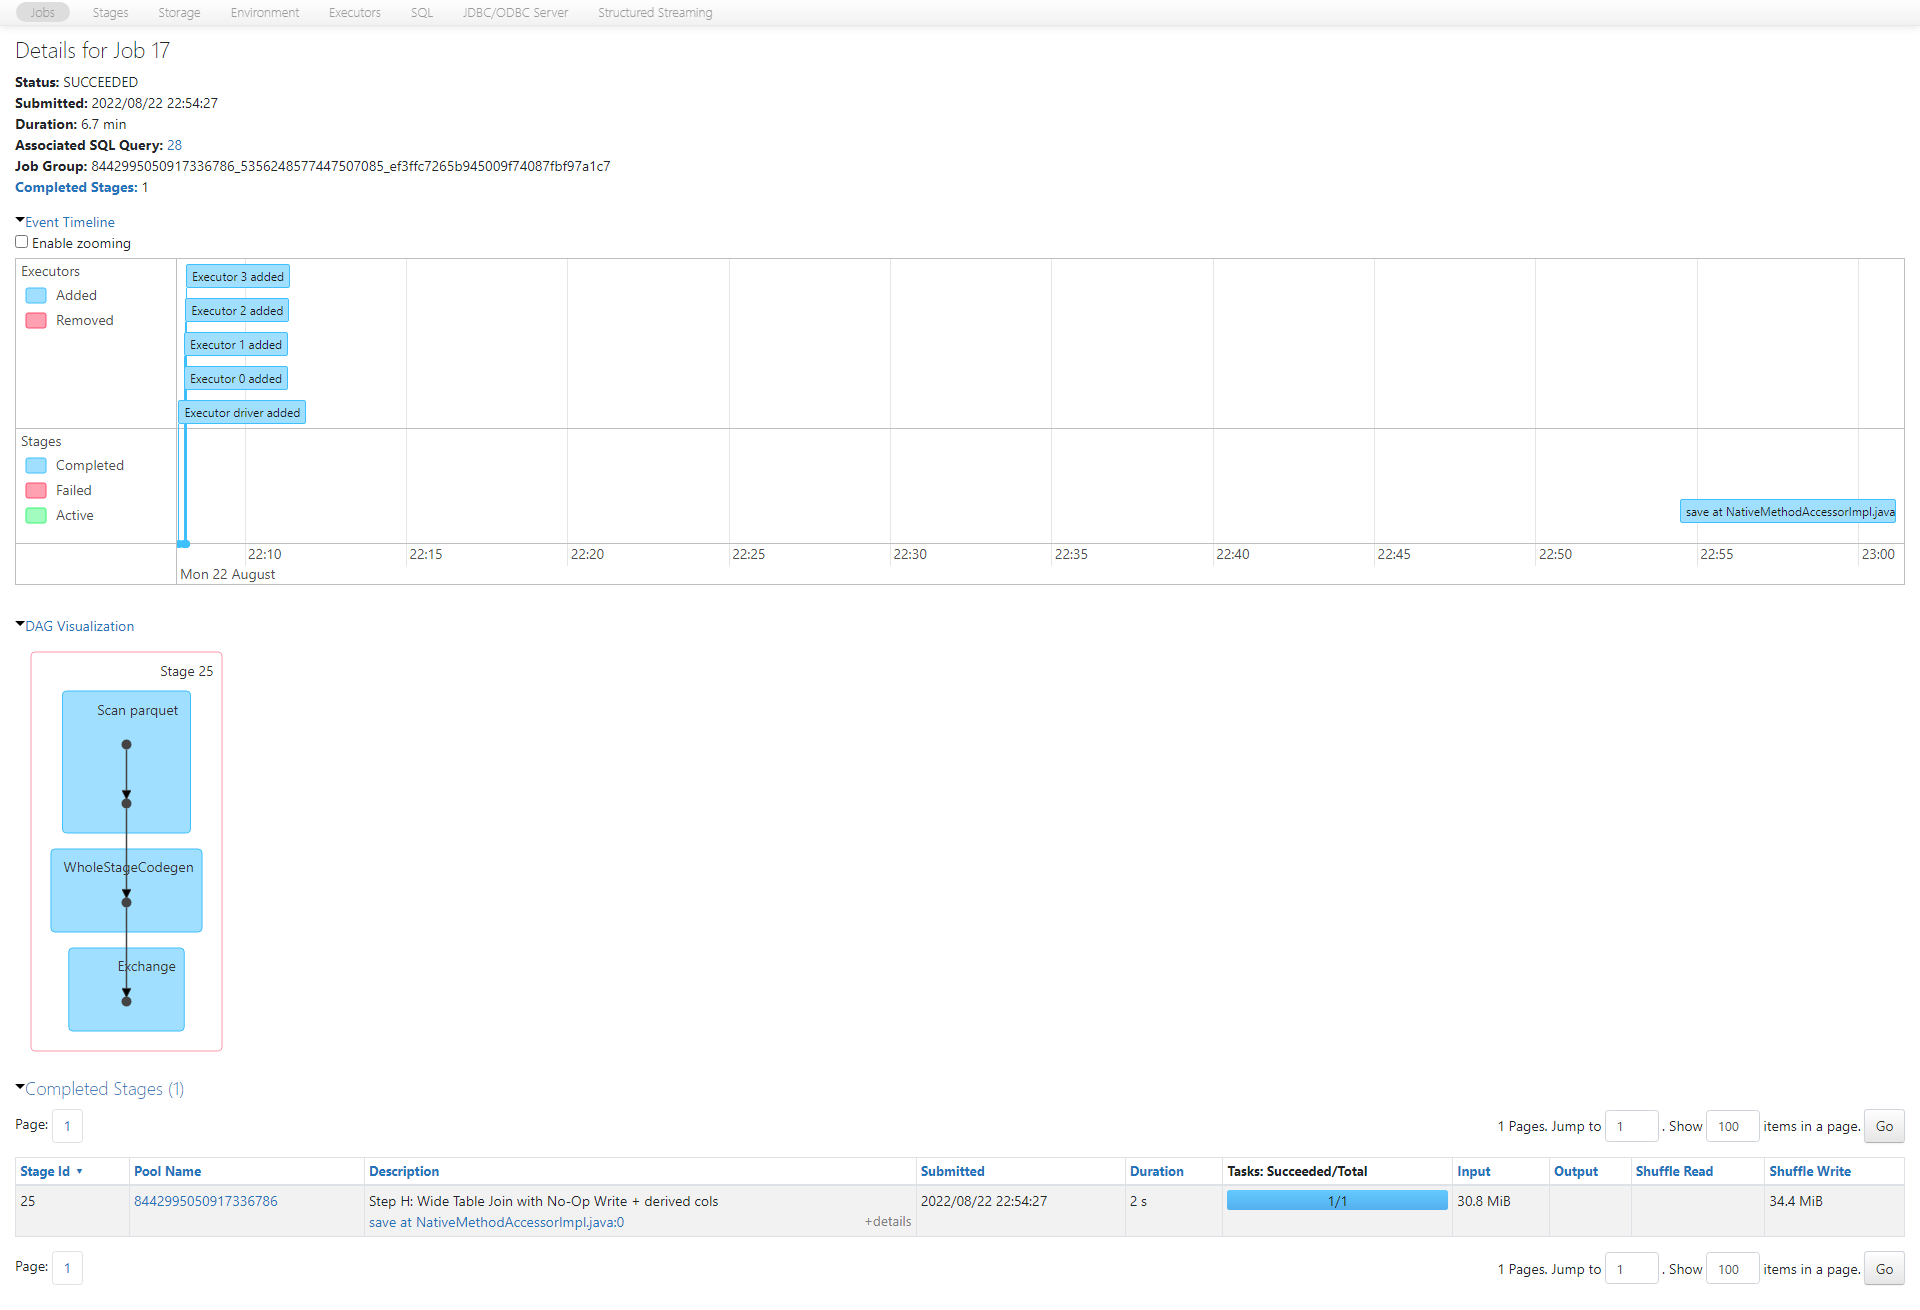 Jobs Stages Storage Environment Executors SQL JDBC/ODBC Server Structured Streaming
Details for Job 17
Status: SUCCEEDED
Submitted: 2022/08/22 22:54:27
Duration: 6.7 min
Associated SQL Query: 28
Job Group: 8442995050917336786_5356248577447507085_ef3ffc7265b945009f74087fbf97a1c7
Completed Stages: 1
Event Timeline
Enable zooming
Executors
Added
Removed
Executor 3 added
Executor 2 added
Executor 1 added
Executor 0 added
Executor driver added
Stages
Completed
Failed
Active
save at NativeMethodAccessorImpl.java
22:10 22:15 22:20 22:25 22:30 22:35 22:40 22:45 22:50 22:55 23:00
Mon 22 August
DAG Visualization
Stage 25
Scan parquet
WholeStageCodegen
Exchange
Completed Stages (1)
Page: 1 1 Pages. Jump to 1 . Show 100 items in a page. Go
Stage Id ▾ Pool Name Description Submitted Duration Tasks: Succeeded/Total Input Output Shuffle Read Shuffle Write
25 8442995050917336786 Step H: Wide Table Join with No-Op Write + derived cols 2022/08/22 22:54:27 2 s 1/1 30.8 MiB 34.4 MiB
save at NativeMethodAccessorImpl.java:0 +details
Page: 1 1 Pages. Jump to 1 . Show 100 items in a page. Go